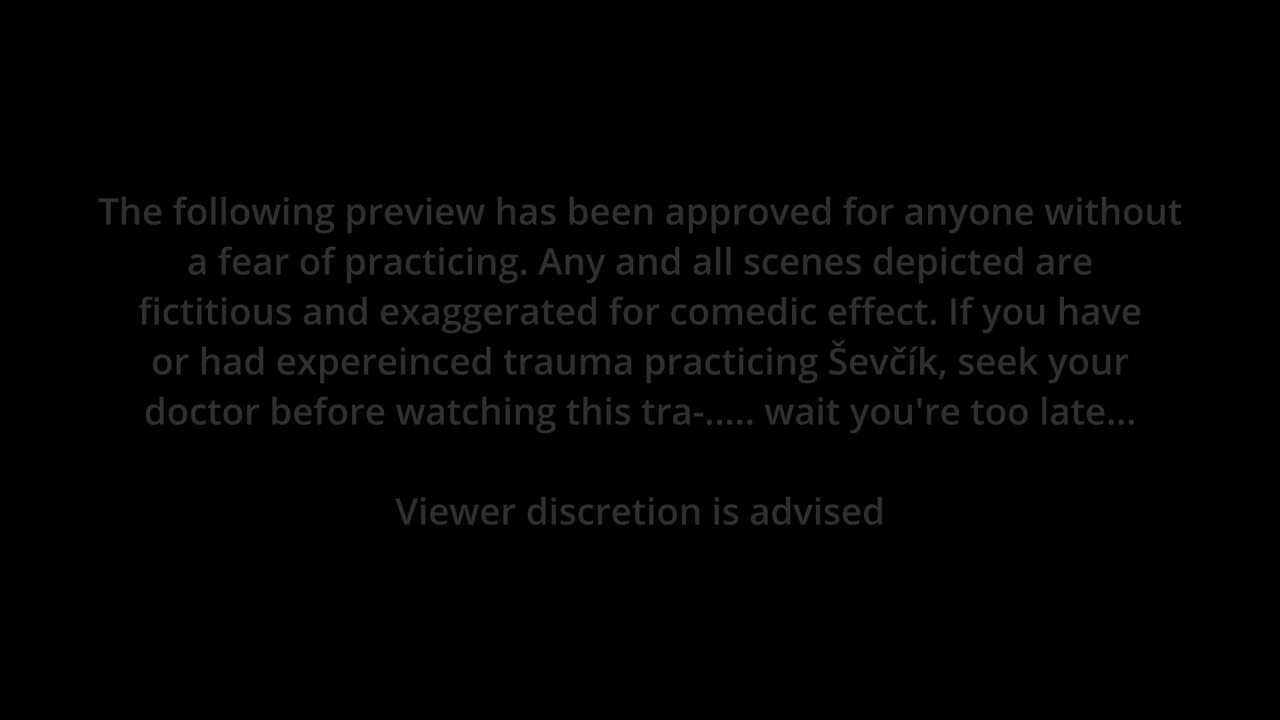 The following preview has been approved for anyone without
a fear of practicing. Any and all scenes depicted are
fictitious and exaggerated for comedic effect. If you have
or had expereinced trauma practicing Ševčík, seek your
doctor before watching this tra-..... wait you're too late...
Viewer discretion is advised